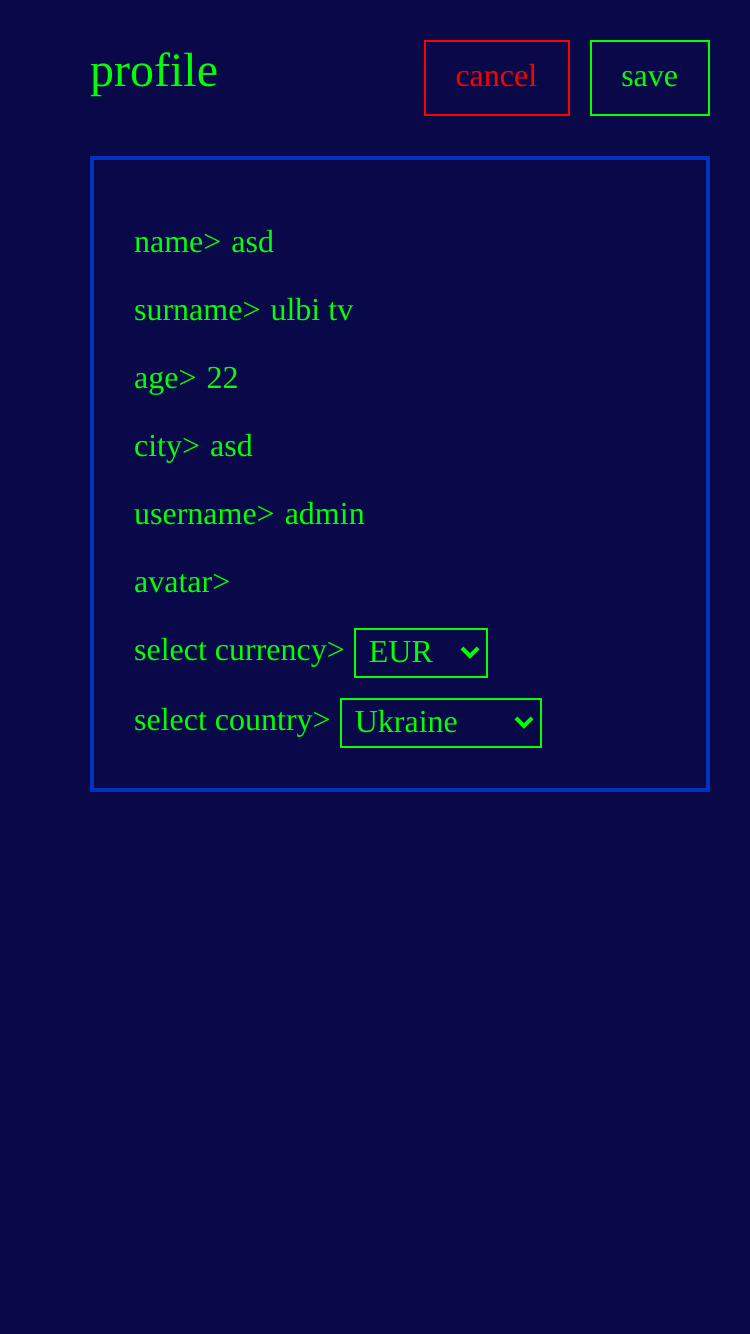 profile cancel save
name> asd
surname> ulbi tv
age> 22
city> asd
username> admin
avatar>
select currency> EUR
select country> Ukraine